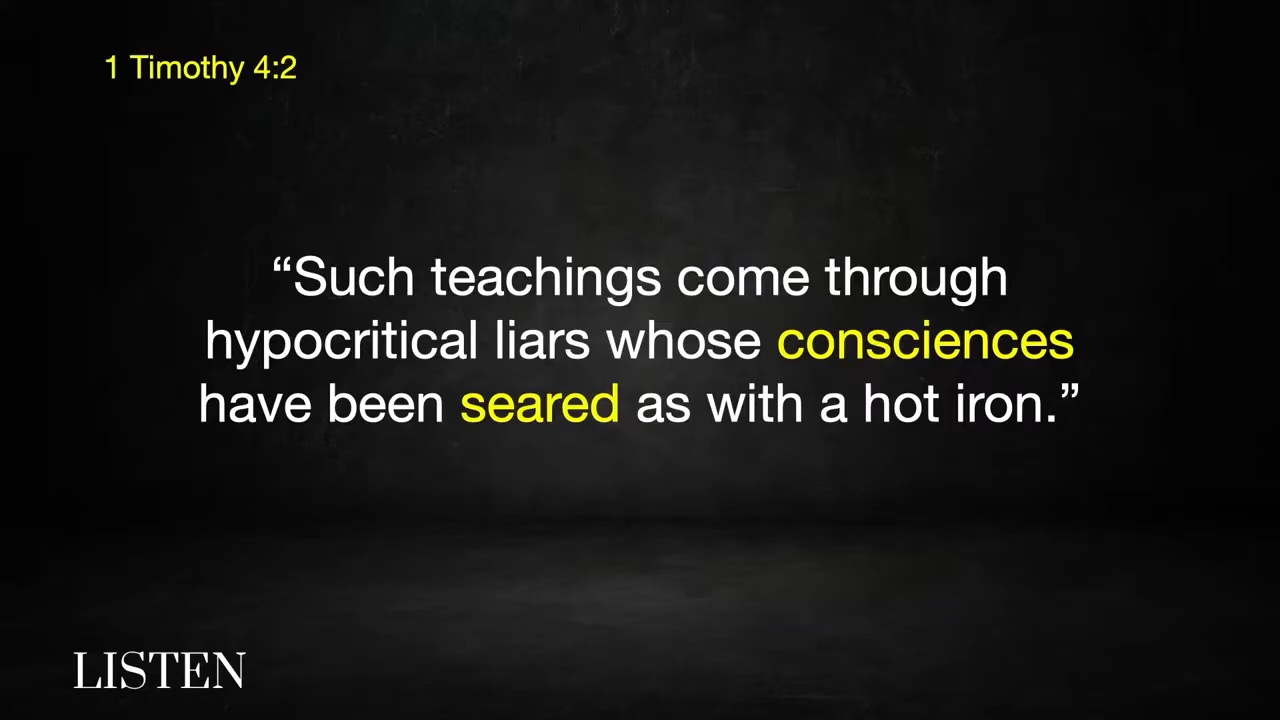 1 Timothy 4:2
“Such teachings come through
hypocritical liars whose consciences
have been seared as with a hot iron.”
LISTEN